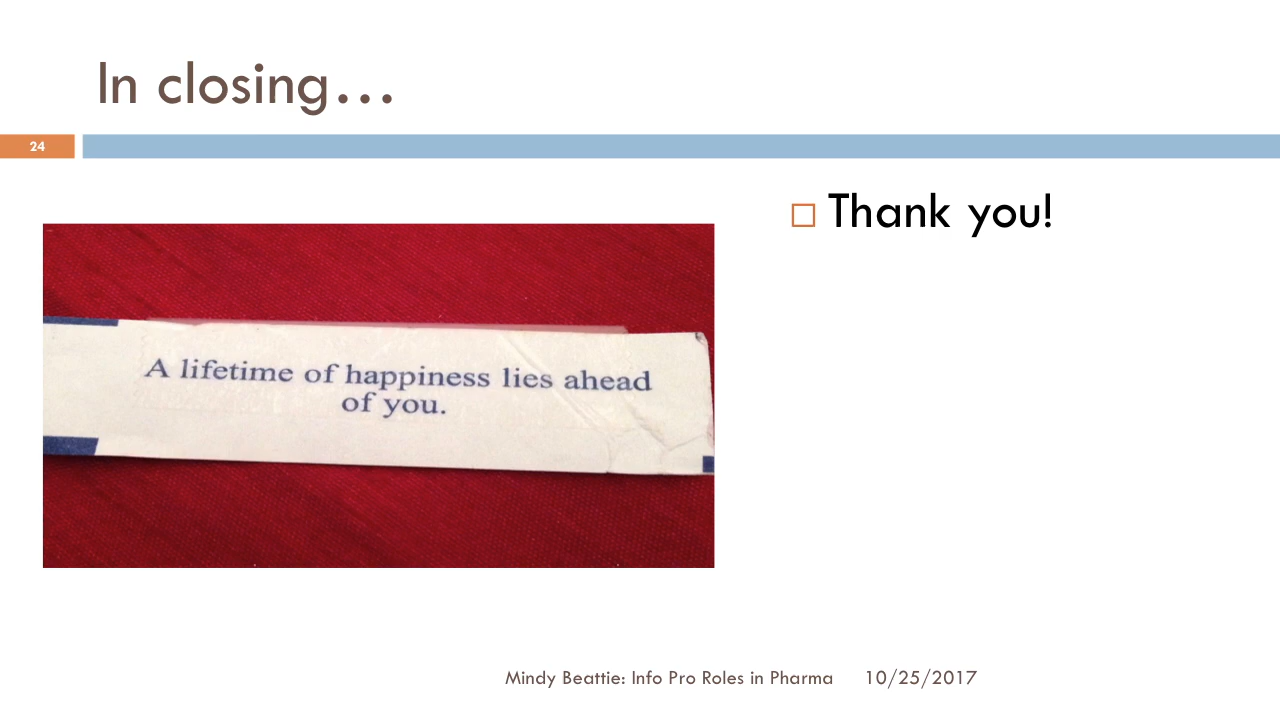 In closing…
24
Thank you!
A lifetime of happiness lies ahead
of you.
Mindy Beattie: Info Pro Roles in Pharma 10/25/2017